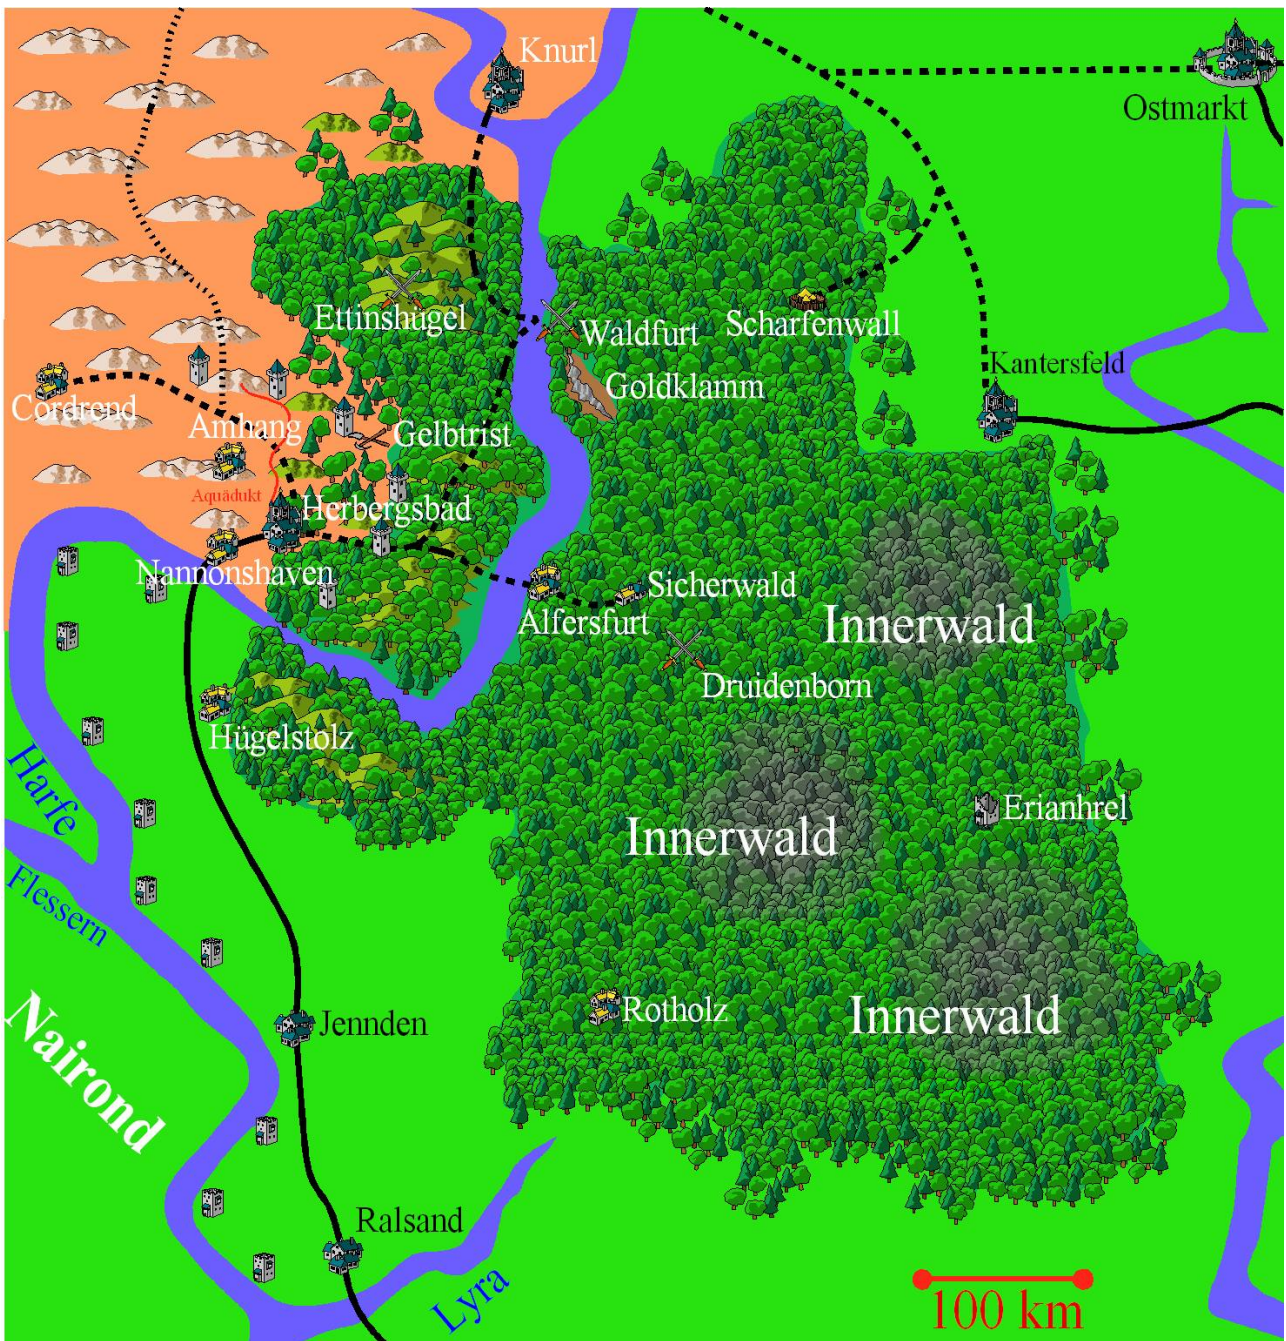 Knurl
Ostmarkt
Ettinshügel
Waldfurt
Scharfenwall
Goldklamm
Kantersfeld
Cordrend
Amhang
Gelbtrist
Aquädukt
Herbergsbad
Nannonshaven
Sicherwald
Alfersfurt
Innerwald
Druidenborn
Hügelstolz
Harfe
Erianhrel
Innerwald
Flessern
Rotholz
Innerwald
Jennden
Nairond
Ralsand
Lyra
100 km